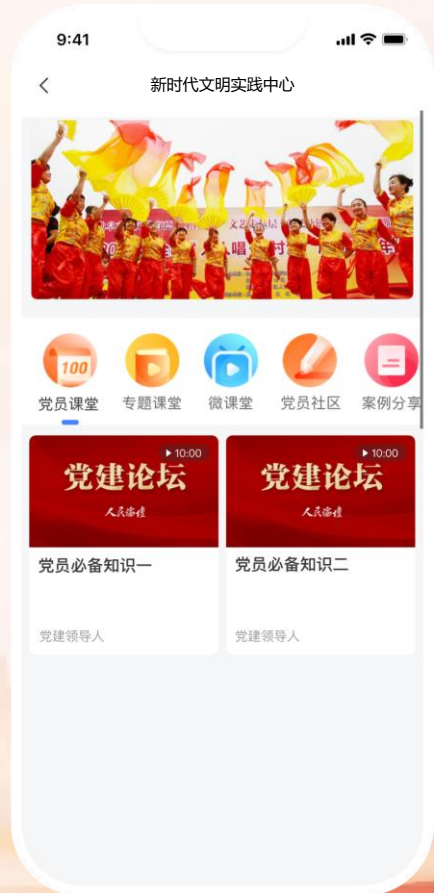 9:41
新时代文明实践中心
100
党员课堂
专题课堂
微课堂
党员社区
案例分享
10:00
党建论坛
人民论坛
党员必备知识一
党建领导人
10:00
党建论坛
人民论坛
党员必备知识二
党建领导人